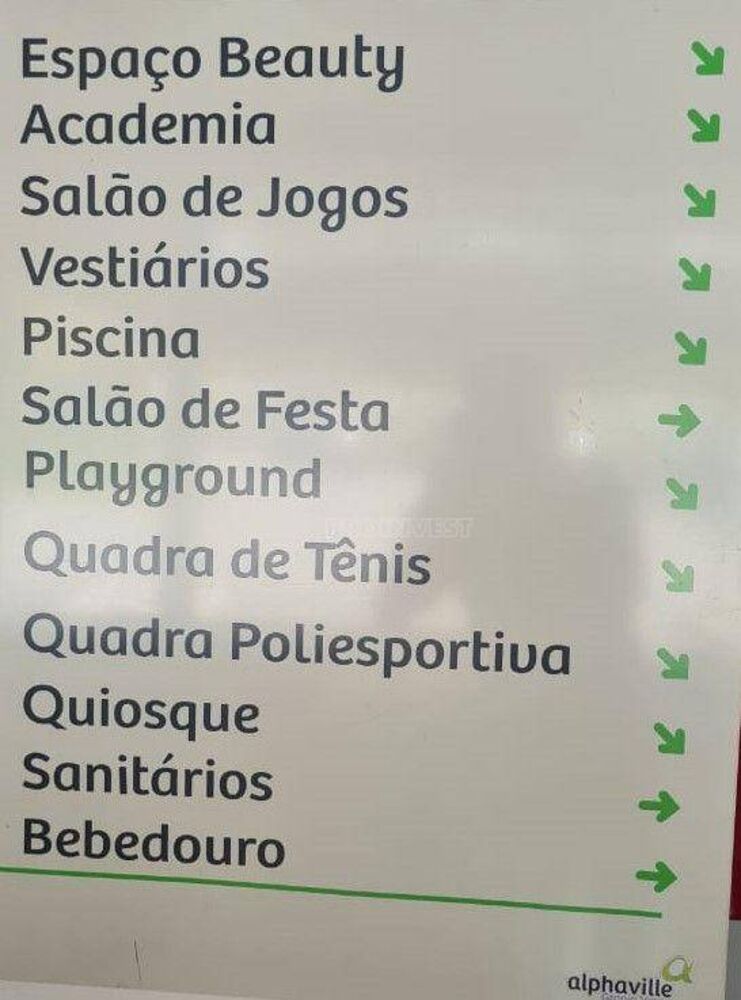 Espaço Beauty
Academia
Salão de Jogos
Vestiários
Piscina
Salão de Festa
Playground
Quadra de Tênis
Quadra Poliesportiva
Quiosque
Sanitários
Bebedouro
alphaville